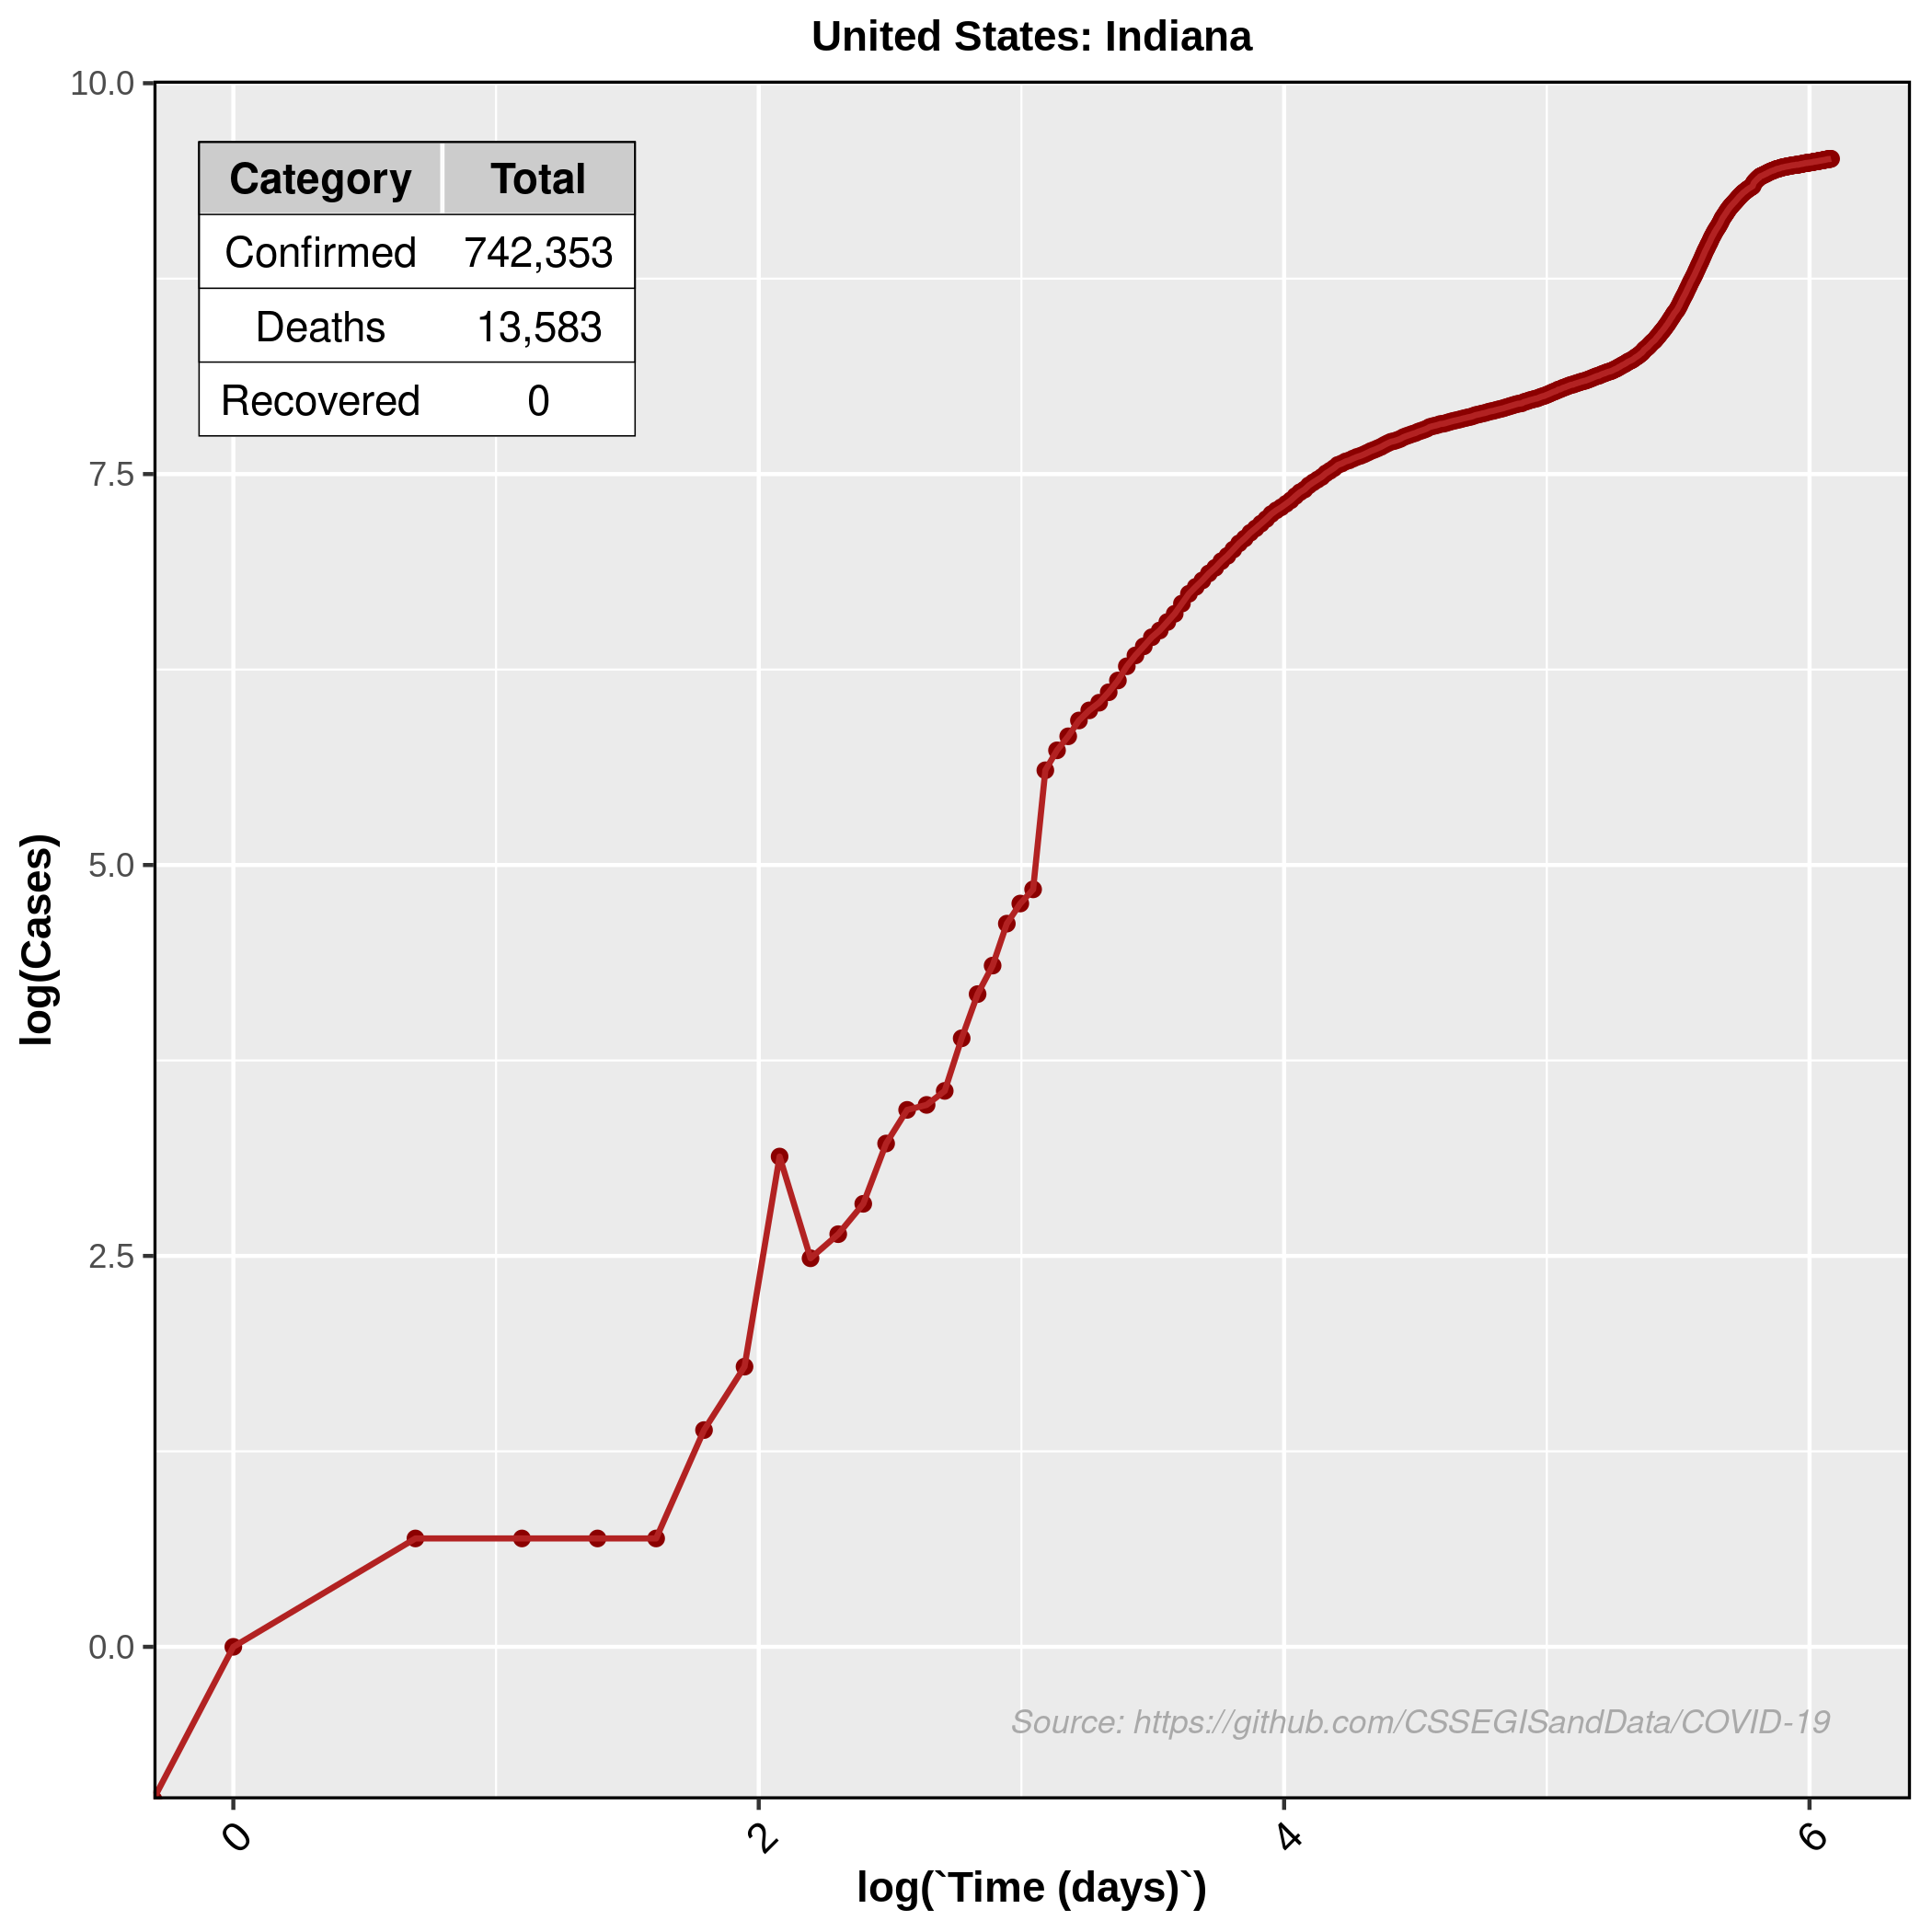 United States: Indiana
10.0
7.5
5.0
2.5
0.0
log(Cases)
Category Total
Confirmed 742,353
Deaths 13,583
Recovered 0
Source: https://github.com/CSSEGISandData/COVID-19
0 2 4 6
log(`Time (days)`)